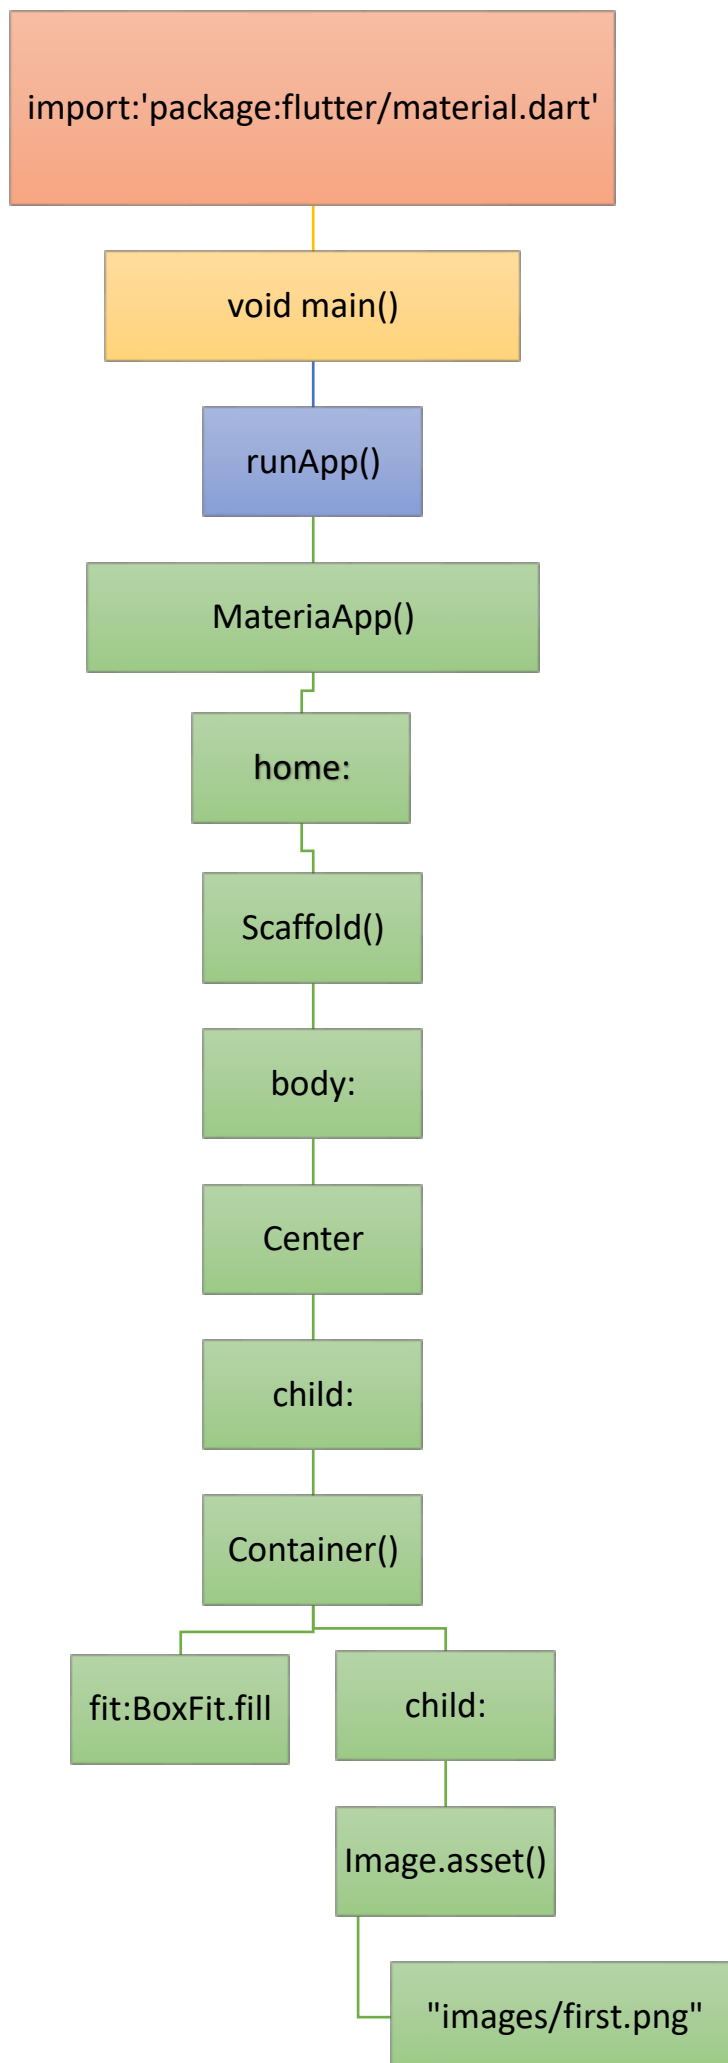 import:'package:flutter/material.dart'
void main()
runApp()
MateriaApp()
home:
Scaffold()
body:
Center
child:
Container()
fit:BoxFit.fill
child:
Image.asset()
"images/first.png"